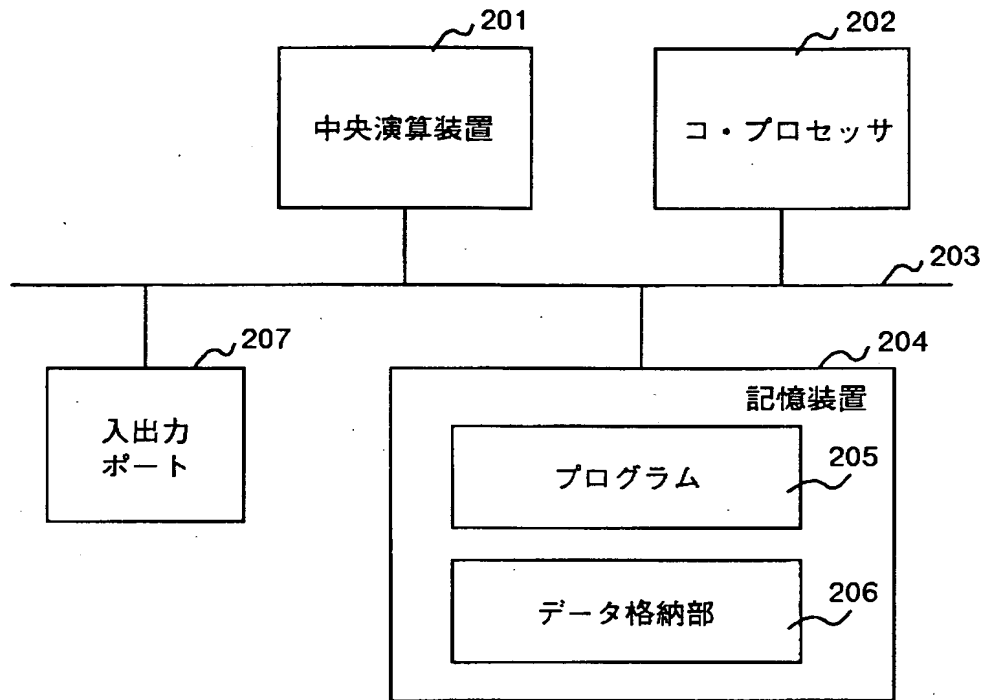 201
202
中央演算装置
コ・プロセッサ
203
207
204
入出力
ポート
記憶装置
プログラム
205
データ格納部
206